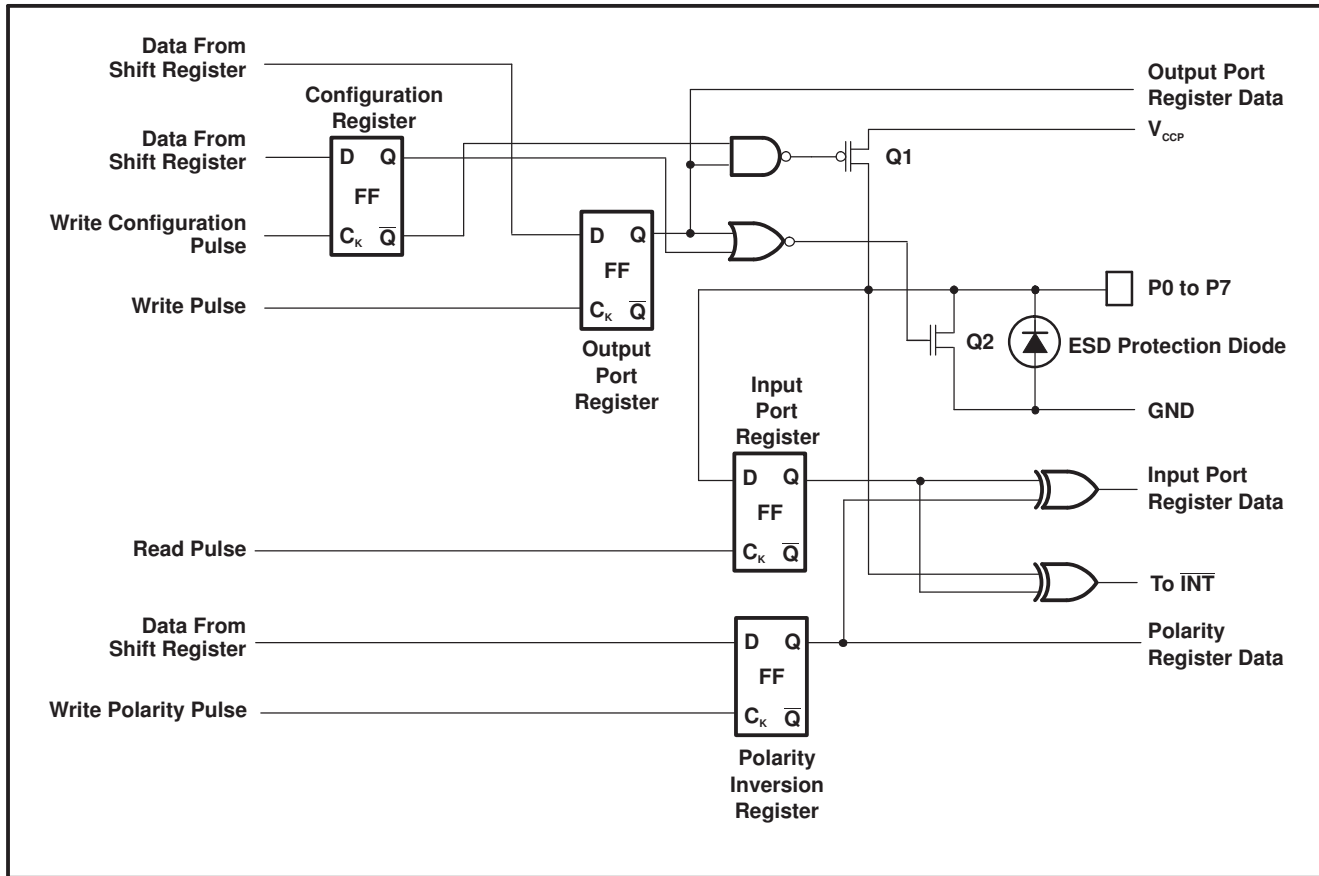 Data From
Shift Register
Configuration
Register
Data From
Shift Register
D Q
FF
Write Configuration
Pulse
CK Q̅
Write Pulse
D Q
FF
CK Q̅
Output
Port
Register
Output Port
Register Data
VCCP
Q1
P0 to P7
Q2
ESD Protection Diode
GND
Input
Port
Register
D Q
FF
CK Q̅
Read Pulse
Input Port
Register Data
To I̅N̅T̅
Data From
Shift Register
D Q
FF
CK Q̅
Write Polarity Pulse
Polarity
Register Data
Polarity
Inversion
Register